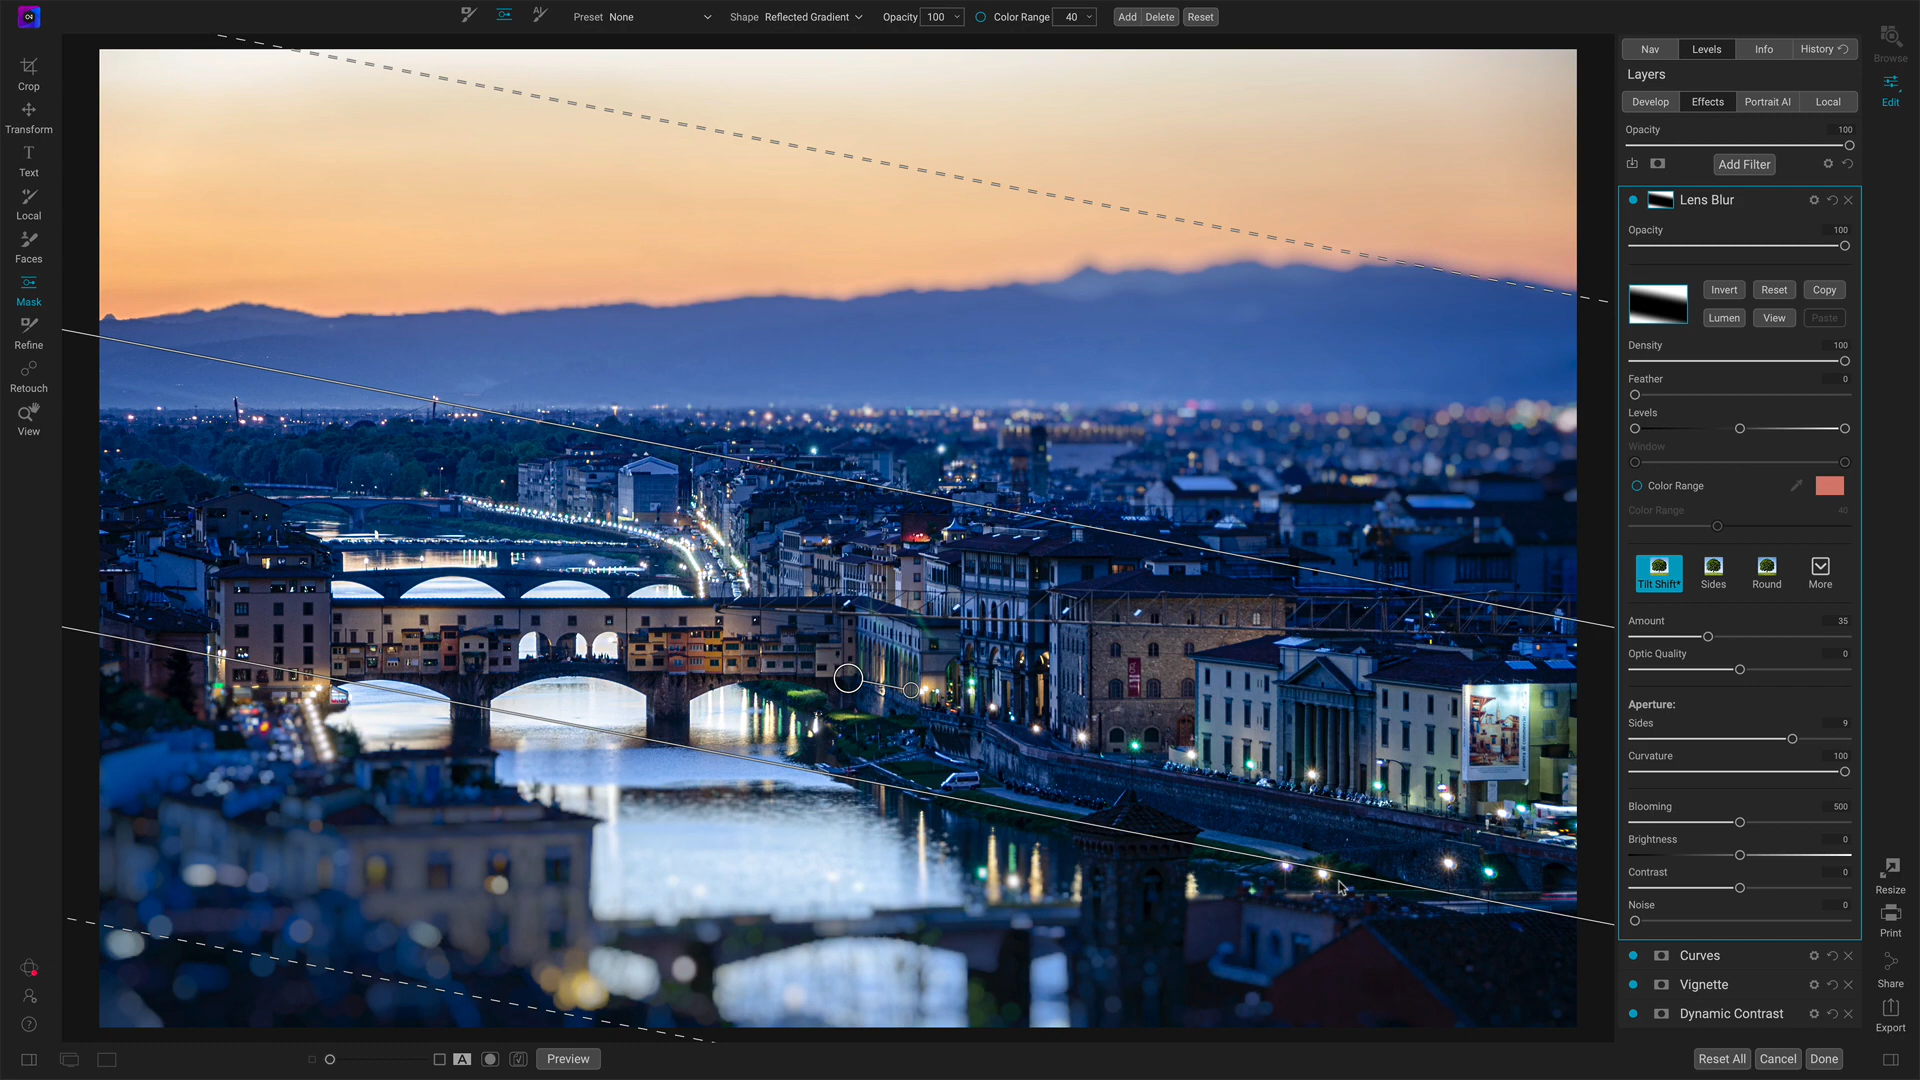 Preset None Shape Reflected Gradient Opacity 100 Color Range 40 Add Delete Reset
Crop
Transform
Text
Local
Faces
Mask
Refine
Retouch
View
Nav Levels Info History
Layers
Develop Effects Portrait AI Local
Opacity 100
Add Filter
Lens Blur
Opacity 100
Invert Reset Copy
Lumen View Paste
Density 100
Feather 0
Levels
Window
Color Range
Color Range 40
Tilt Shift* Sides Round More
Amount 35
Optic Quality 0
Aperture:
Sides 9
Curvature 100
Blooming 500
Brightness 0
Contrast 0
Noise 0
Curves
Vignette
Dynamic Contrast
Browse
Edit
Resize
Print
Share
Export
A Preview
Reset All Cancel Done